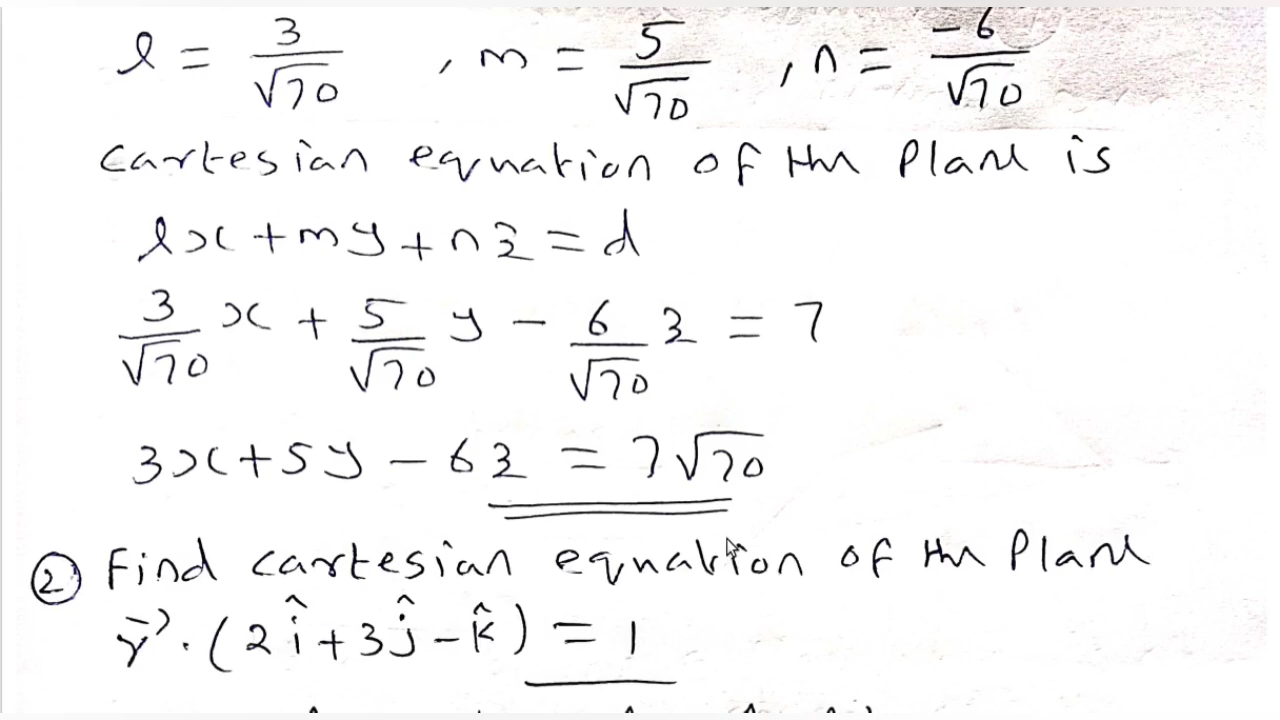 l = 3/√70 , m = 5/√70 , n = -6/√70
Cartesian equation of the Plane is
lx + my + nz = d
3/√70 x + 5/√70 y - 6/√70 z = 7
3x + 5y - 6z = 7√70
② Find cartesian equation of the Plane
r⃗ . (2î + 3ĵ - k̂) = 1